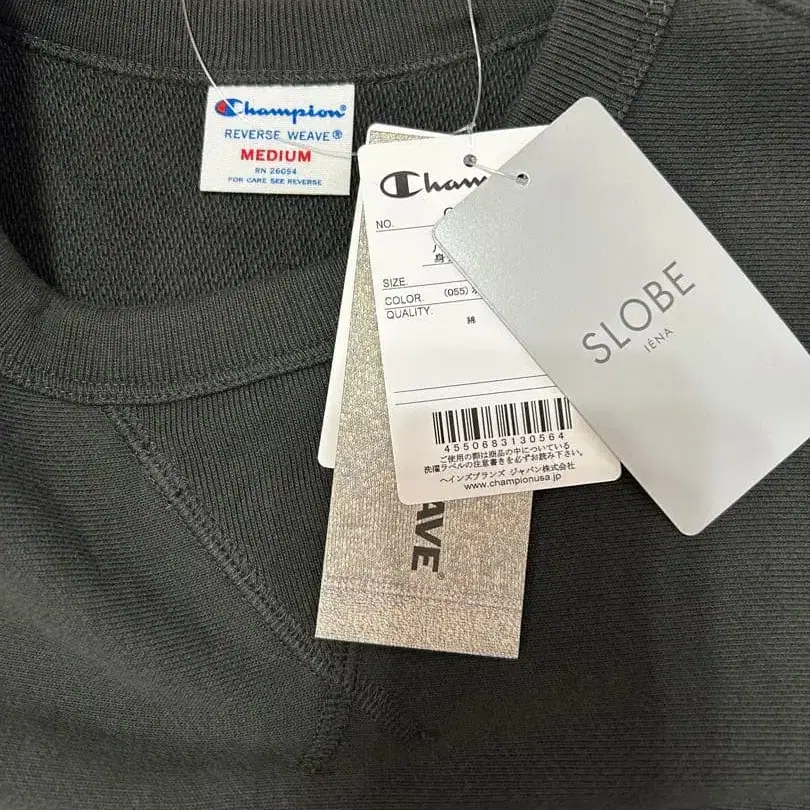 Champion®
REVERSE WEAVE®
MEDIUM
RN 26094
FOR CARE SEE REVERSE
Cham
NO.
身
SIZE.
COLOR. (055)
QUALITY.
綿
4550683130564
ご使用の際は商品の中についている
洗濯ラベルの注意書きを必ずお読み下さい。
ヘインズブランズ ジャパン株式会社
www.championusa.jp
AVE®
SLOBE
IÉNA